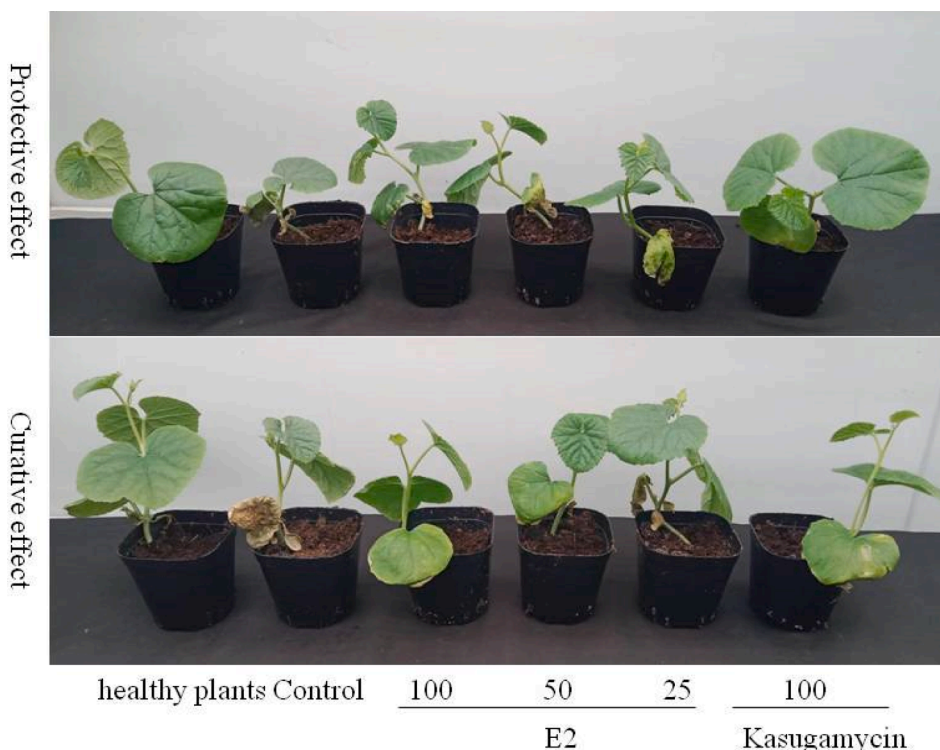 Protective effect
Curative effect
healthy plants Control 100 50 25 100
E2 Kasugamycin